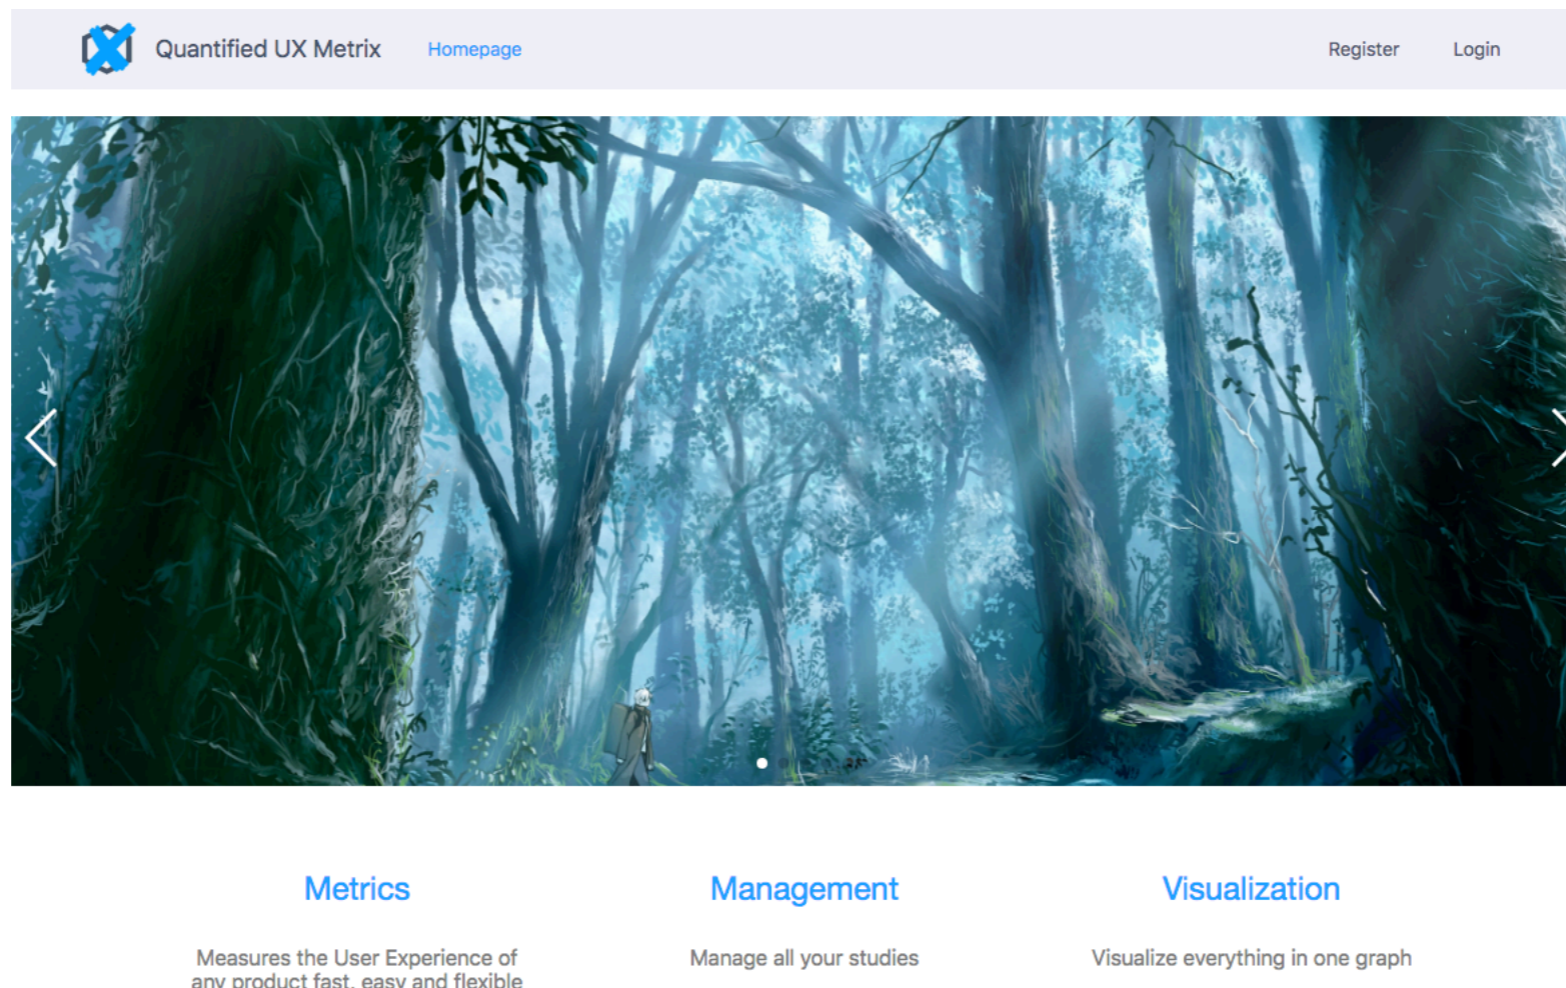 Quantified UX Metrix
Homepage
Register
Login
Metrics
Management
Visualization
Measures the User Experience of
any product fast, easy and flexible
Manage all your studies
Visualize everything in one graph